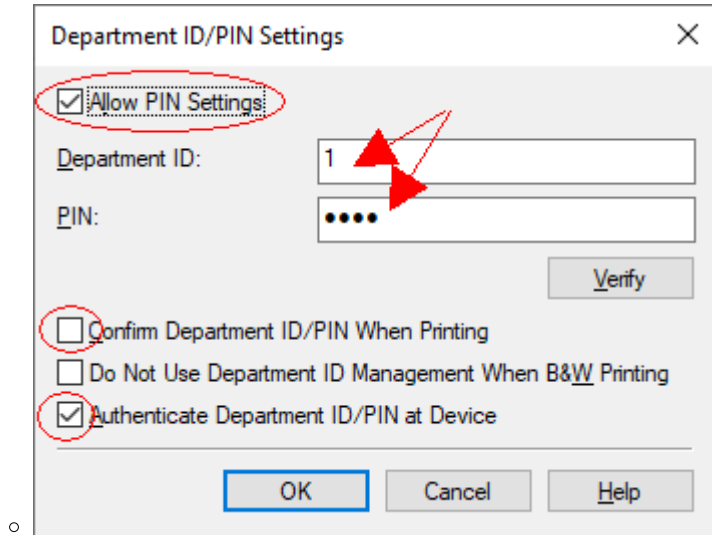 Department ID/PIN Settings
Allow PIN Settings
Department ID: 1
PIN: ●●●●
Verify
Confirm Department ID/PIN When Printing
Do Not Use Department ID Management When B&W Printing
Authenticate Department ID/PIN at Device
OK Cancel Help